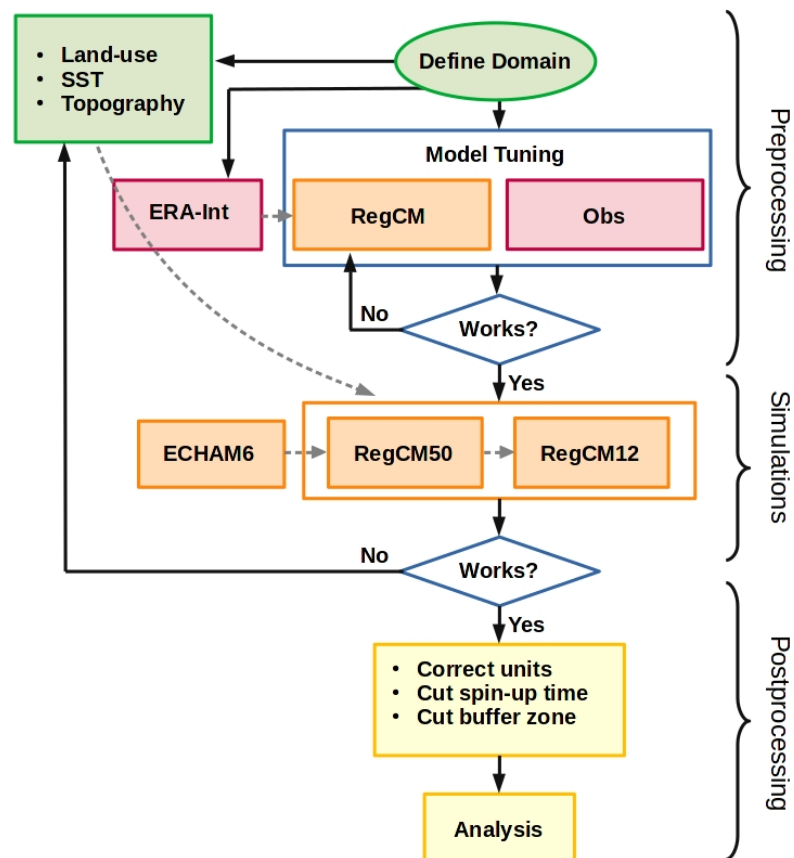 • Land-use
• SST
• Topography
Define Domain
Model Tuning
ERA-Int
RegCM
Obs
No
Works?
Yes
Preprocessing
ECHAM6
RegCM50
RegCM12
Simulations
No
Works?
Yes
• Correct units
• Cut spin-up time
• Cut buffer zone
Analysis
Postprocessing